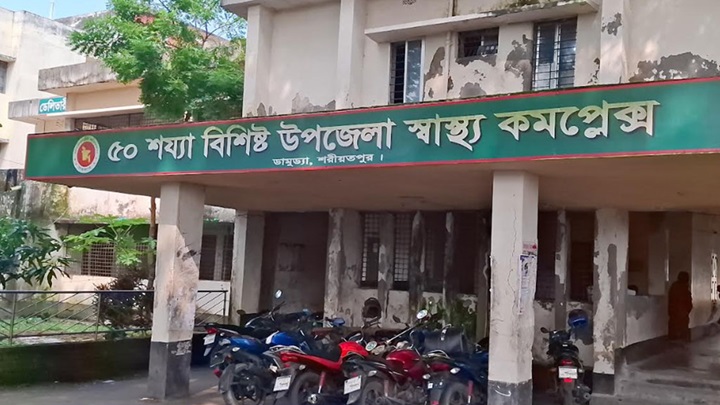 ৫০ শয্যা বিশিষ্ট উপজেলা স্বাস্থ্য কমপ্লেক্স
ডামুড্যা, শরীয়তপুর ।